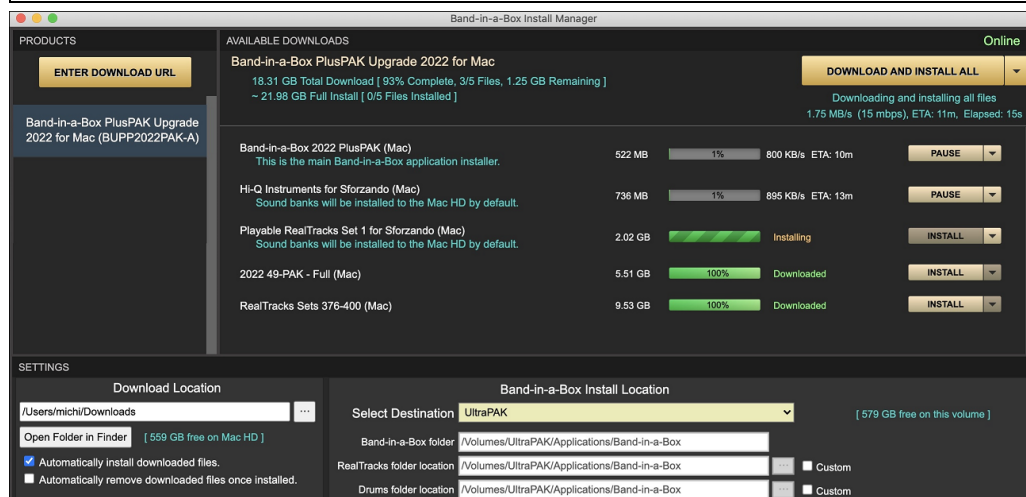 Band-in-a-Box Install Manager
PRODUCTS
AVAILABLE DOWNLOADS
Online
ENTER DOWNLOAD URL
Band-in-a-Box PlusPAK Upgrade
2022 for Mac (BUPP2022PAK-A)
Band-in-a-Box PlusPAK Upgrade 2022 for Mac
18.31 GB Total Download [ 93% Complete, 3/5 Files, 1.25 GB Remaining ]
~ 21.98 GB Full Install [ 0/5 Files Installed ]
DOWNLOAD AND INSTALL ALL
Downloading and installing all files
1.75 MB/s (15 mbps), ETA: 11m, Elapsed: 15s
Band-in-a-Box 2022 PlusPAK (Mac)
This is the main Band-in-a-Box application installer.
522 MB 1% 800 KB/s ETA: 10m PAUSE
Hi-Q Instruments for Sforzando (Mac)
Sound banks will be installed to the Mac HD by default.
736 MB 1% 895 KB/s ETA: 13m PAUSE
Playable RealTracks Set 1 for Sforzando (Mac)
Sound banks will be installed to the Mac HD by default.
2.02 GB Installing INSTALL
2022 49-PAK - Full (Mac) 5.51 GB 100% Downloaded INSTALL
RealTracks Sets 376-400 (Mac) 9.53 GB 100% Downloaded INSTALL
SETTINGS
Download Location
/Users/michi/Downloads ...
Open Folder in Finder [ 559 GB free on Mac HD ]
Automatically install downloaded files.
Automatically remove downloaded files once installed.
Band-in-a-Box Install Location
Select Destination UltraPAK [ 579 GB free on this volume ]
Band-in-a-Box folder /Volumes/UltraPAK/Applications/Band-in-a-Box
RealTracks folder location /Volumes/UltraPAK/Applications/Band-in-a-Box ... Custom
Drums folder location /Volumes/UltraPAK/Applications/Band-in-a-Box ... Custom